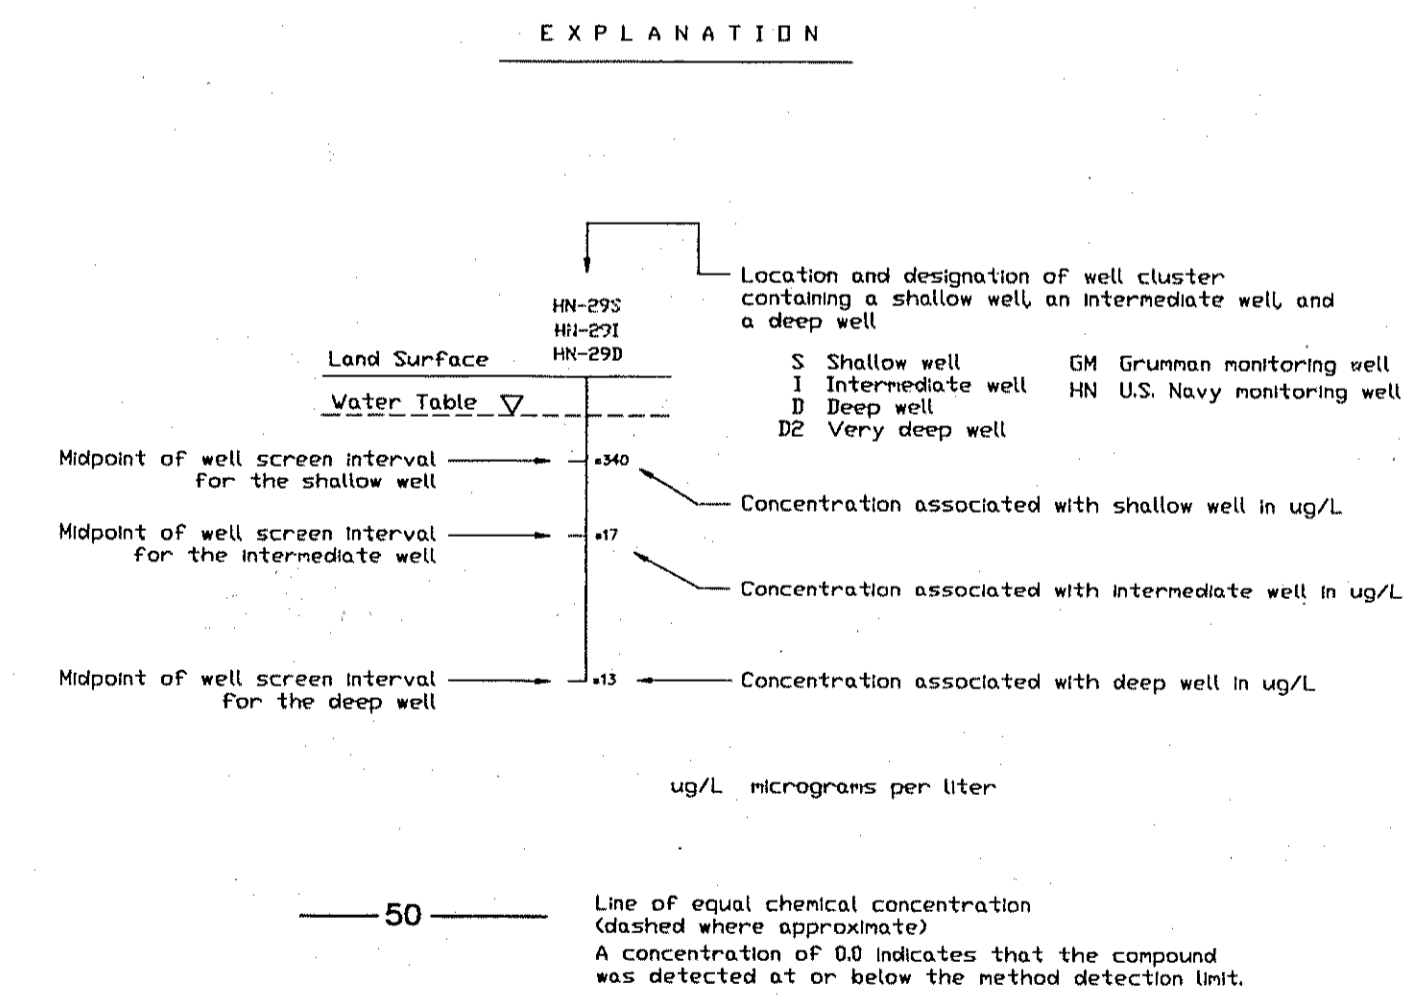 EXPLANATION
Location and designation of well cluster
containing a shallow well, an intermediate well, and
a deep well
HN-29S
HN-29I
HN-29D
Land Surface
Water Table
S Shallow well
I Intermediate well
D Deep well
D2 Very deep well
GM Grumman monitoring well
HN U.S. Navy monitoring well
Midpoint of well screen interval
for the shallow well
340
Concentration associated with shallow well in ug/L
Midpoint of well screen interval
for the intermediate well
17
Concentration associated with intermediate well in ug/L
Midpoint of well screen interval
for the deep well
13
Concentration associated with deep well in ug/L
ug/L micrograms per liter
50
Line of equal chemical concentration
(dashed where approximate)
A concentration of 0.0 indicates that the compound
was detected at or below the method detection limit.